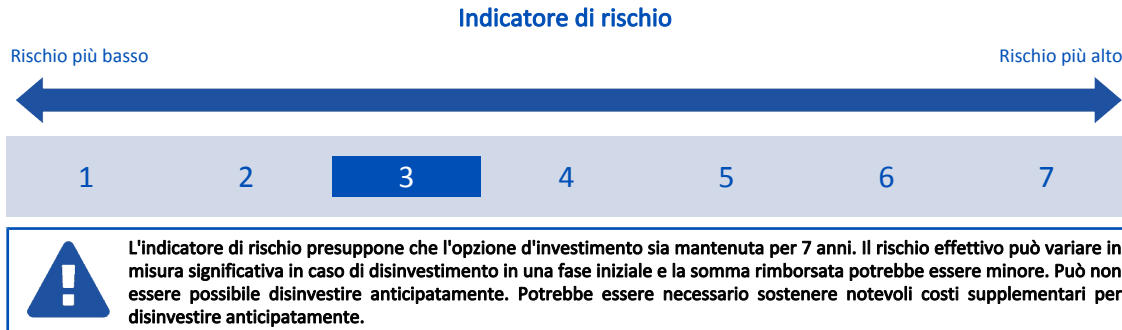 Indicatore di rischio
Rischio più basso Rischio più alto
1 2 3 4 5 6 7
L'indicatore di rischio presuppone che l'opzione d'investimento sia mantenuta per 7 anni. Il rischio effettivo può variare in
misura significativa in caso di disinvestimento in una fase iniziale e la somma rimborsata potrebbe essere minore. Può non
essere possibile disinvestire anticipatamente. Potrebbe essere necessario sostenere notevoli costi supplementari per
disinvestire anticipatamente.